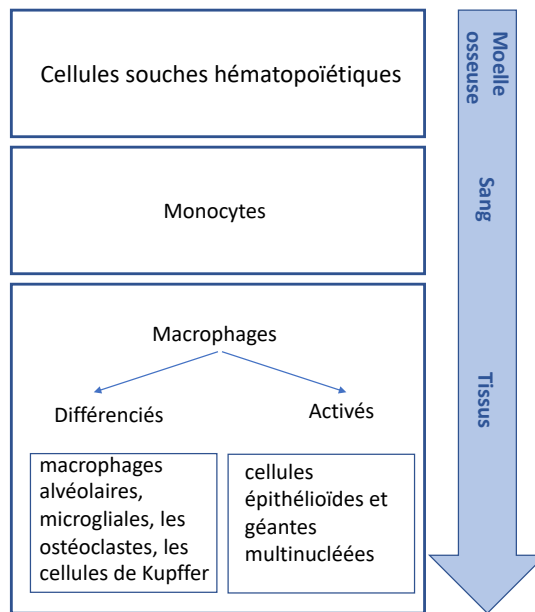 Cellules souches hématopoïétiques
Moelle
osseuse
Monocytes
Sang
Macrophages
Différenciés
Activés
macrophages
alvéolaires,
microgliales, les
ostéoclastes, les
cellules de Kupffer
cellules
épithélioïdes et
géantes
multinucléées
Tissus